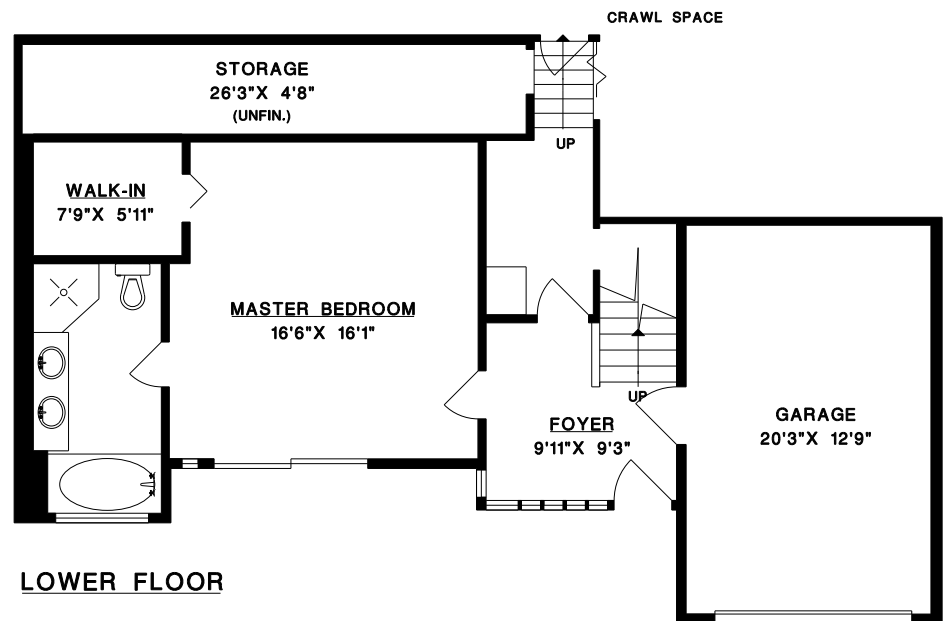 CRAWL SPACE
STORAGE
26'3"X 4'8"
(UNFIN.)
UP
WALK-IN
7'9"X 5'11"
MASTER BEDROOM
16'6"X 16'1"
UP
FOYER
9'11"X 9'3"
GARAGE
20'3"X 12'9"
LOWER FLOOR